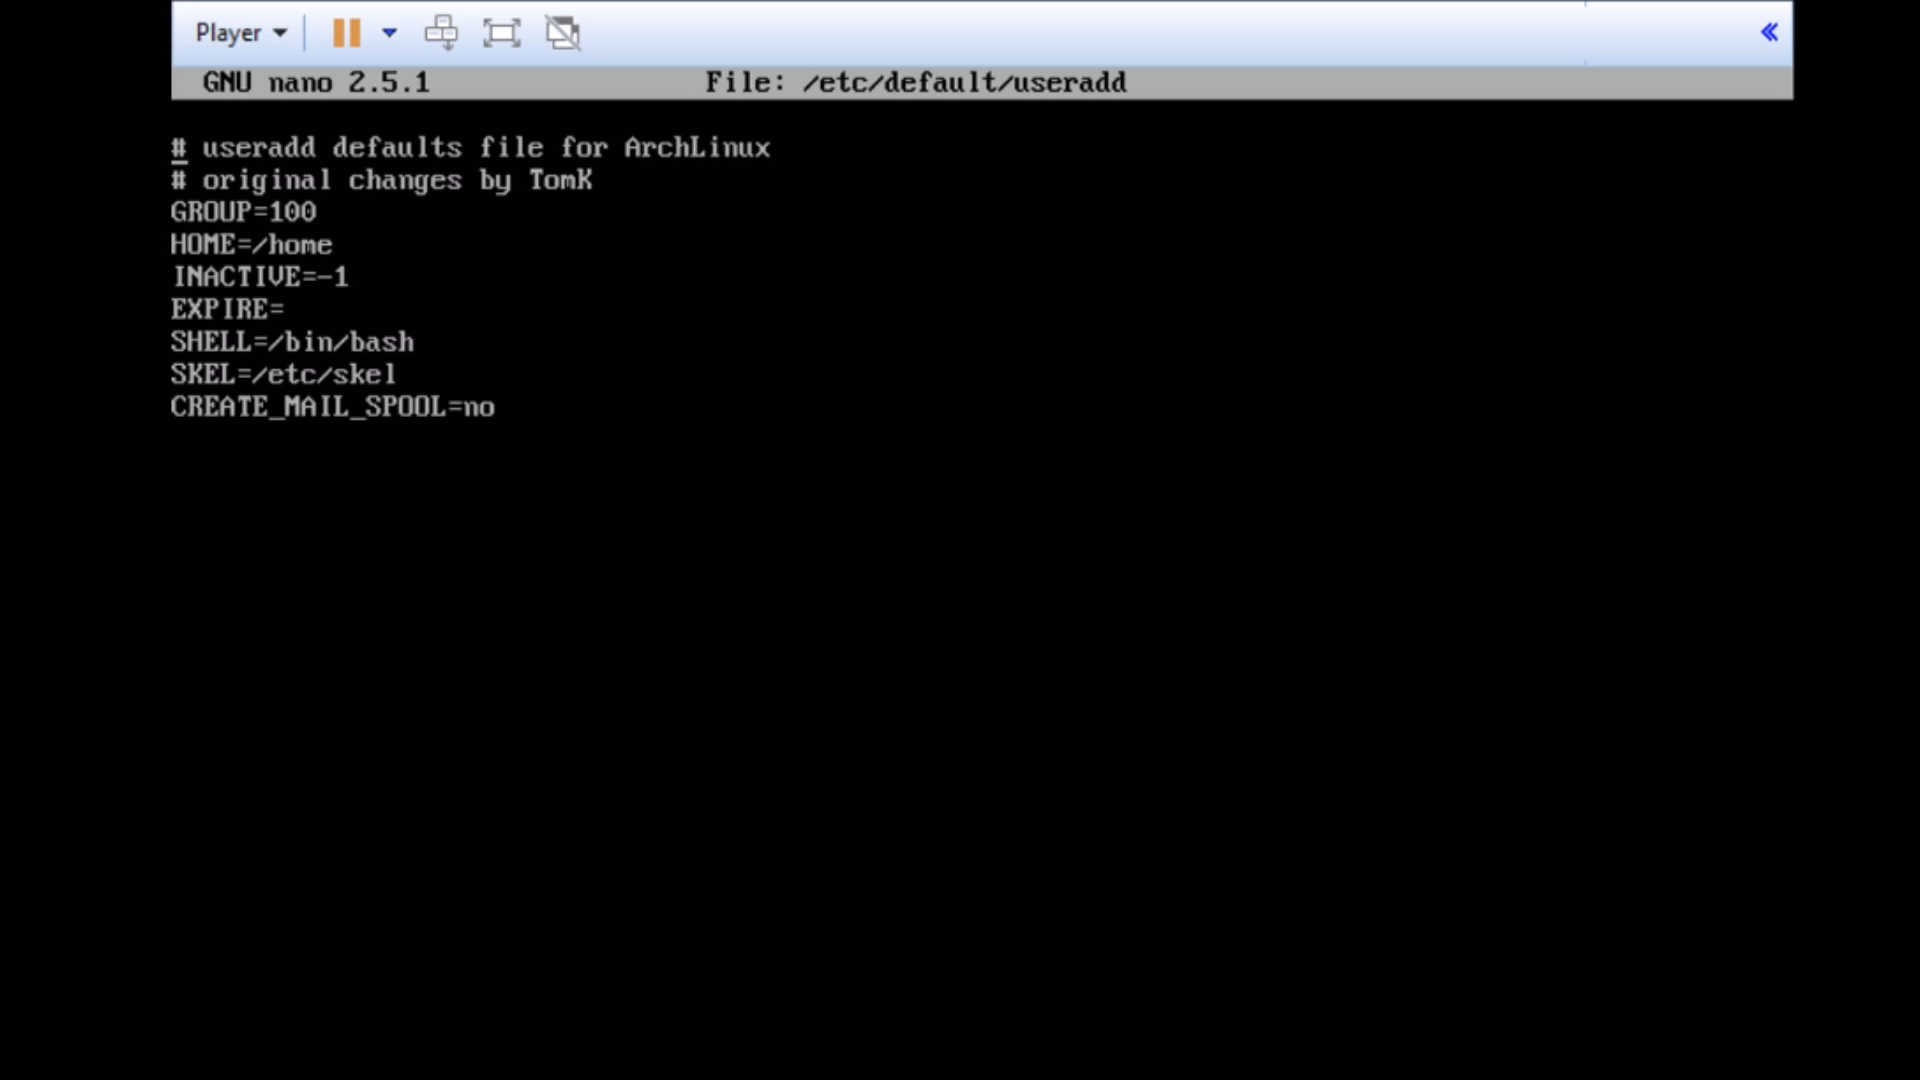 Player
GNU nano 2.5.1 File: /etc/default/useradd
# useradd defaults file for ArchLinux
# original changes by TomK
GROUP=100
HOME=/home
INACTIVE=-1
EXPIRE=
SHELL=/bin/bash
SKEL=/etc/skel
CREATE_MAIL_SPOOL=no